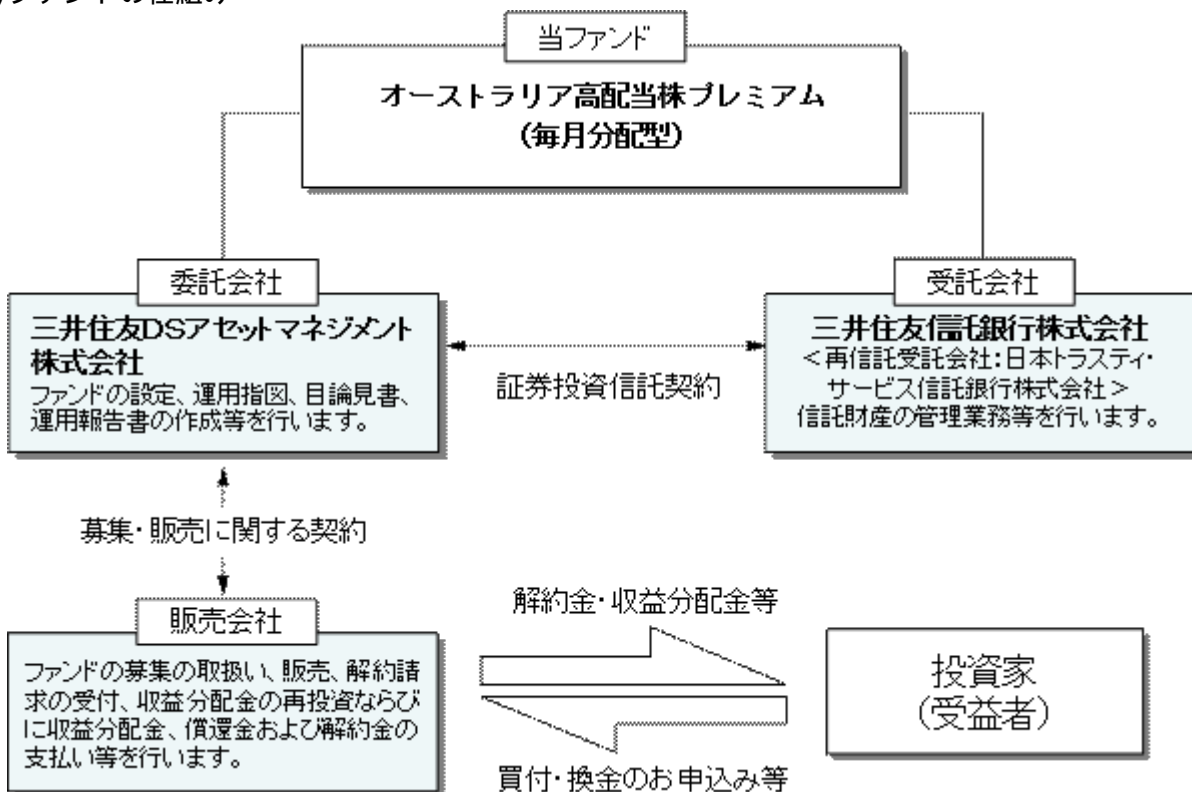 ファンドの仕組み
当ファンド
オーストラリア高配当株プレミアム
(毎月分配型)
委託会社
三井住友DSアセットマネジメント
株式会社
ファンドの設定、運用指図、目論見書、
運用報告書の作成等を行います。
証券投資信託契約
受託会社
三井住友信託銀行株式会社
<再信託受託会社:日本トラスティ・
サービス信託銀行株式会社>
信託財産の管理業務等を行います。
募集・販売に関する契約
販売会社
ファンドの募集の取扱い、販売、解約請
求の受付、収益分配金の再投資ならび
に収益分配金、償還金および解約金の
支払い等を行います。
解約金・収益分配金等
買付・換金のお申込み等
投資家
(受益者)